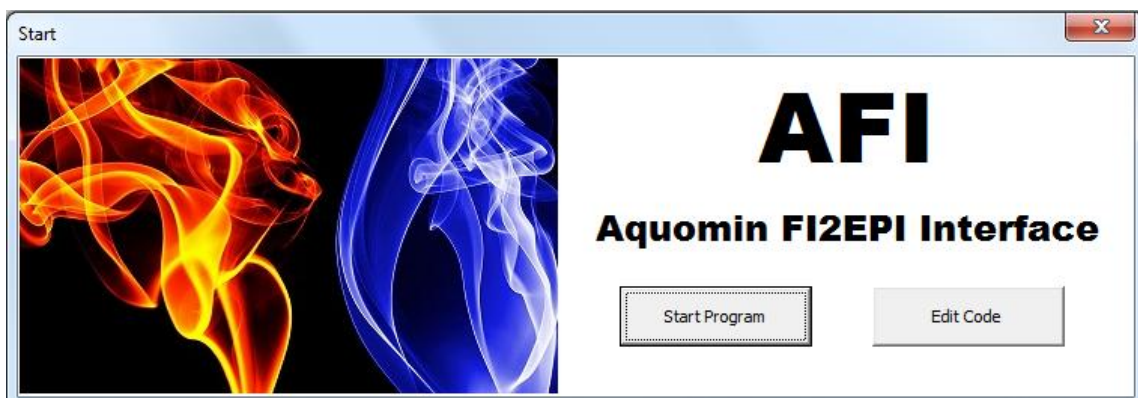 Start
AFI
Aquomin FI2EPI Interface
Start Program
Edit Code